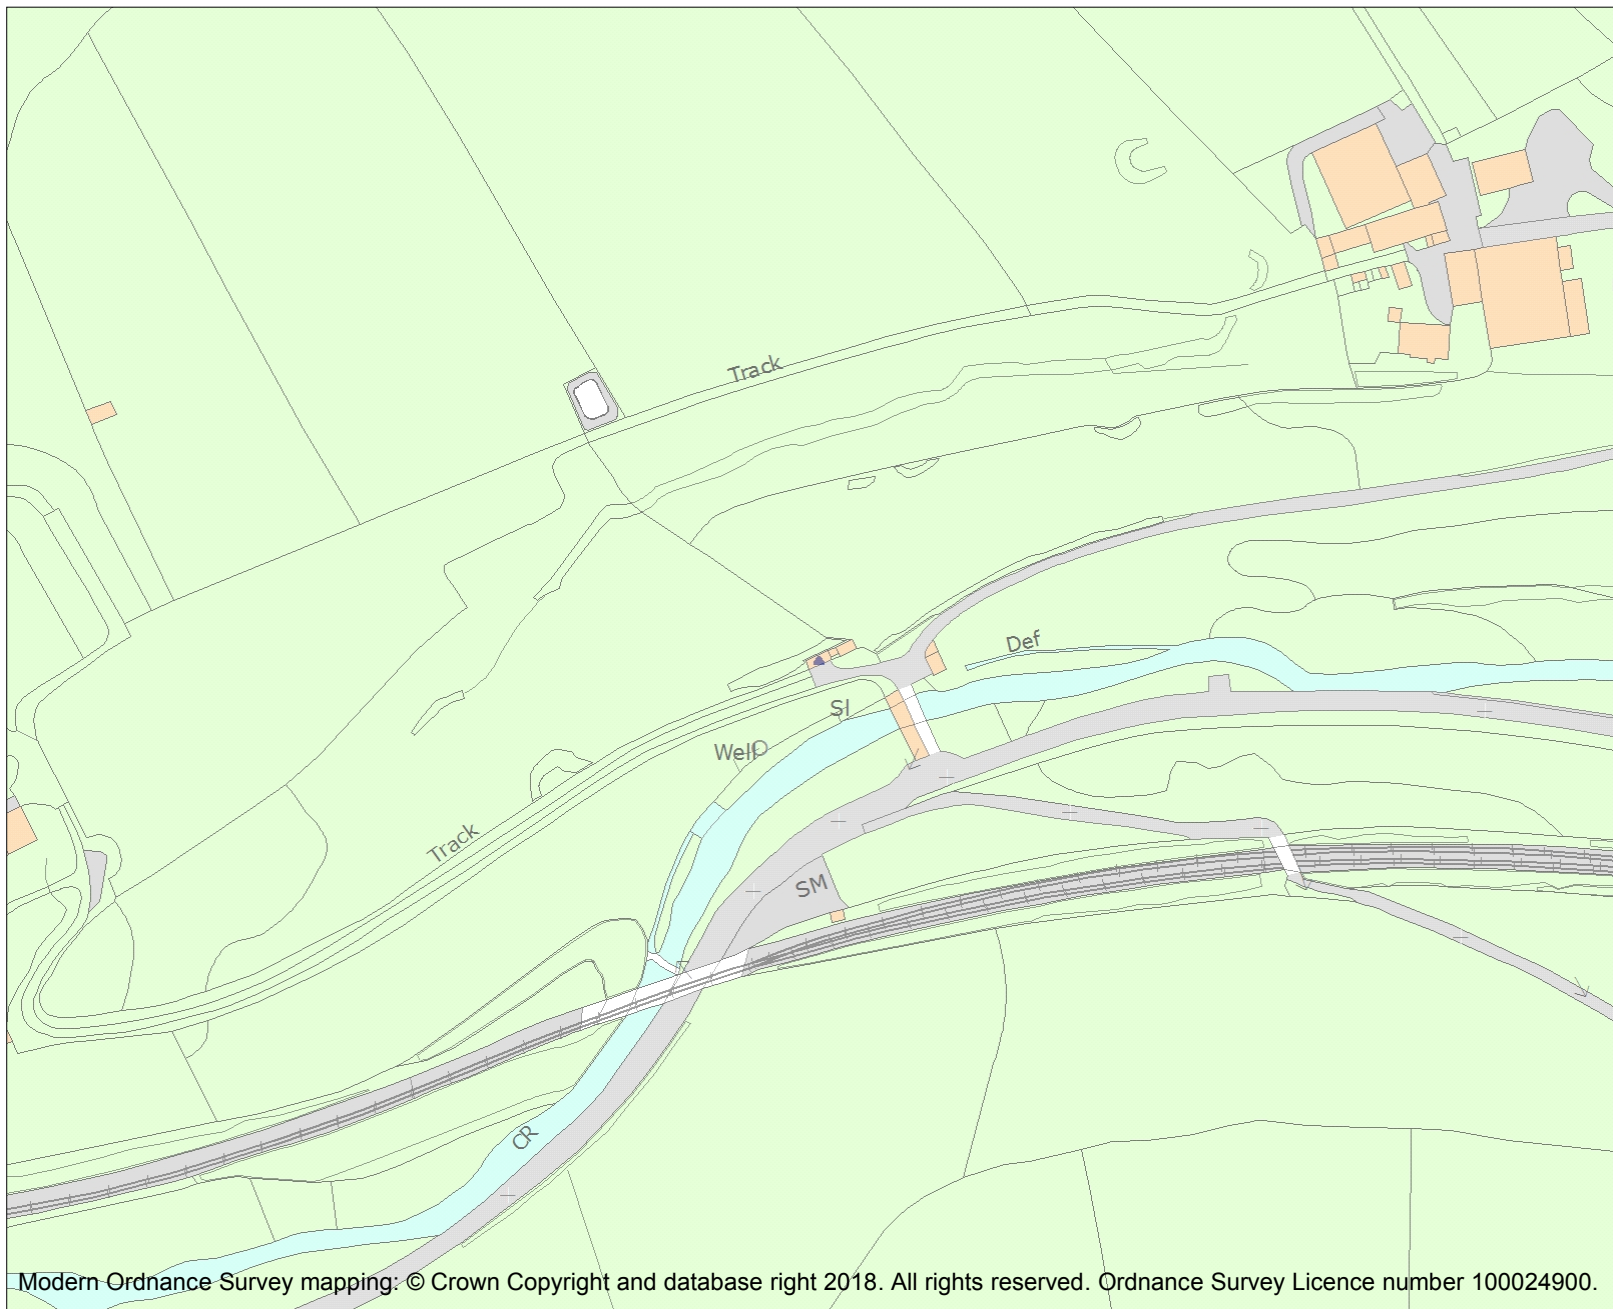 Track
Def
Sl
Well
Track
SM
CR
Modern Ordnance Survey mapping: © Crown Copyright and database right 2018. All rights reserved. Ordnance Survey Licence number 100024900.